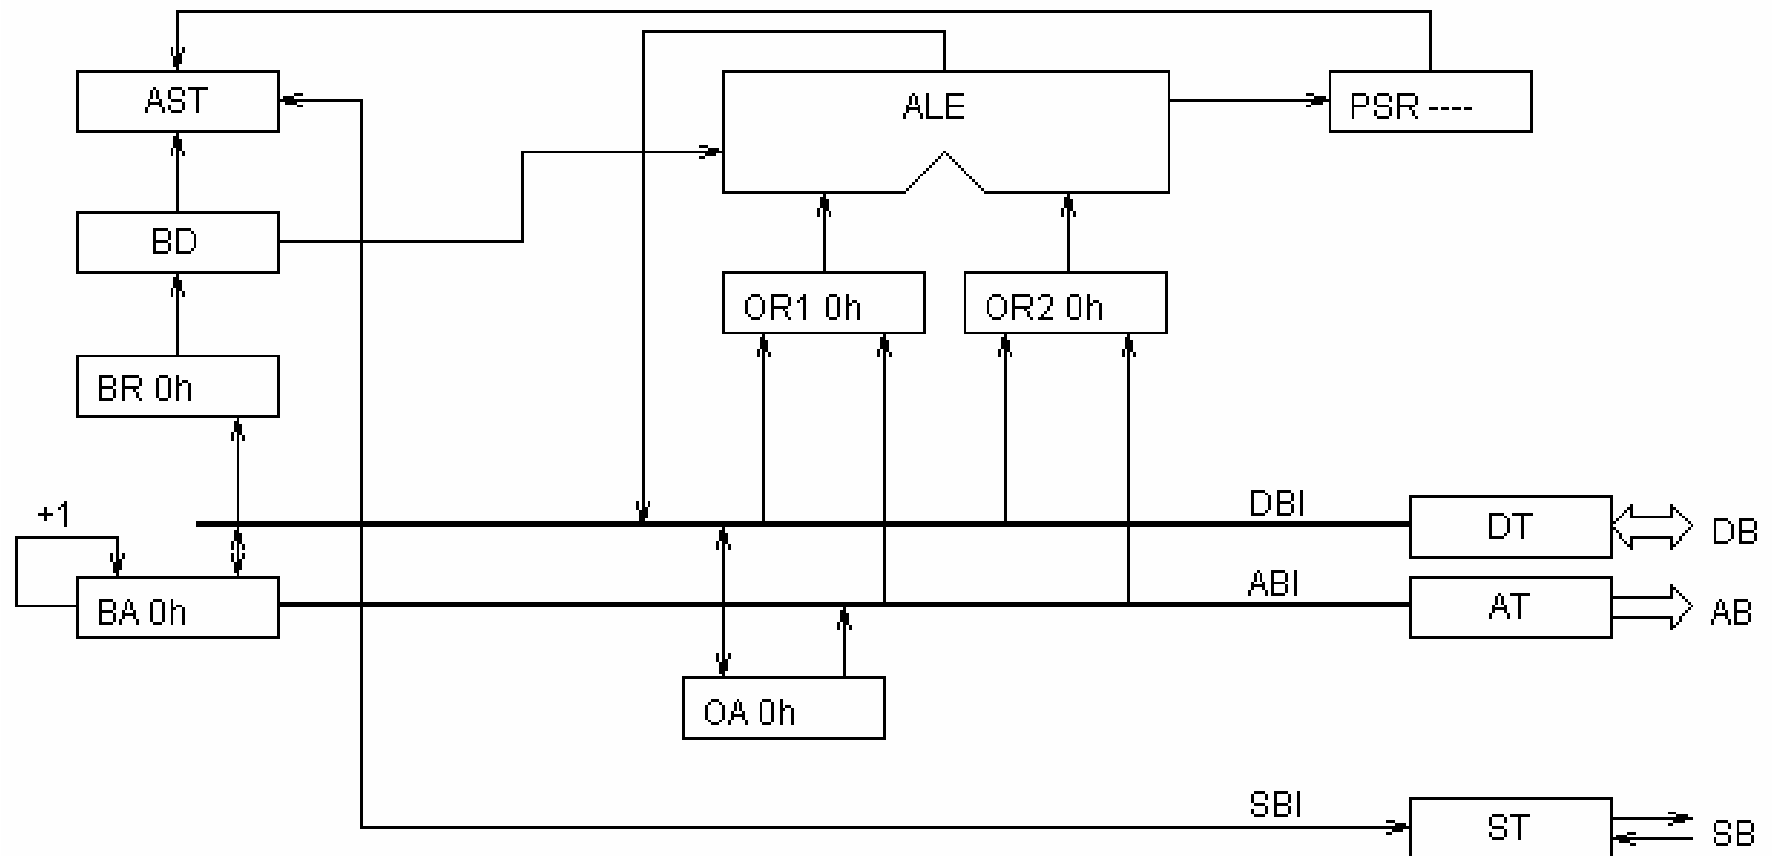 AST
ALE
PSR ----
BD
OR1 0h
OR2 0h
BR 0h
+1
DBI
DT
DB
BA 0h
ABI
AT
AB
OA 0h
SBI
ST
SB